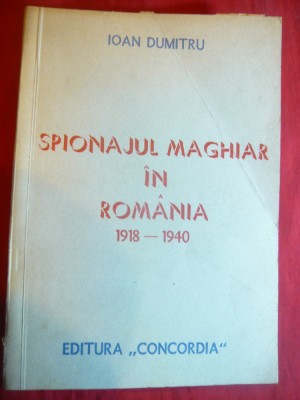 IOAN DUMITRU
SPIONAJUL MAGHIAR
ÎN
ROMÂNIA
1918 — 1940
EDITURA „CONCORDIA“